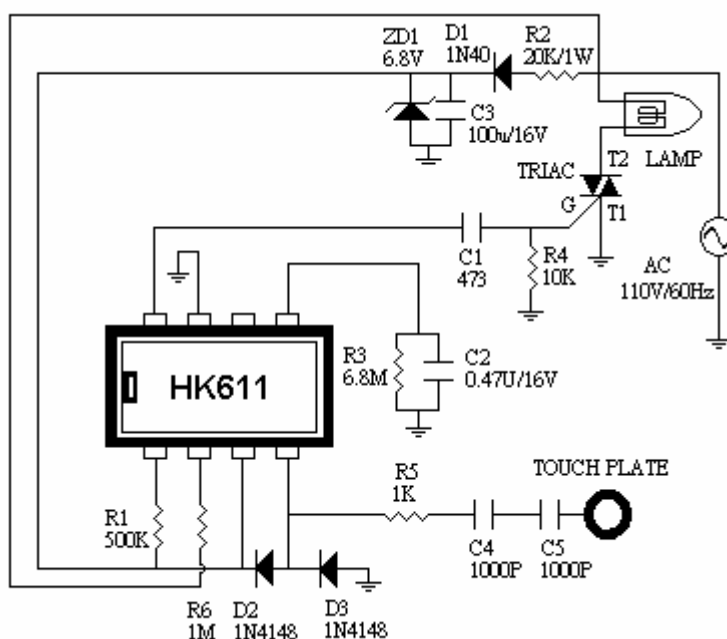 ZD1
6.8V
D1
1N40
R2
20K/1W
C3
100u/16V
TRIAC
T2
LAMP
G
T1
C1
473
R4
10K
AC
110V/60Hz
HK611
R3
6.8M
C2
0.47U/16V
R1
500K
R5
1K
TOUCH PLATE
C4
1000P
C5
1000P
R6
1M
D2
1N4148
D3
1N4148